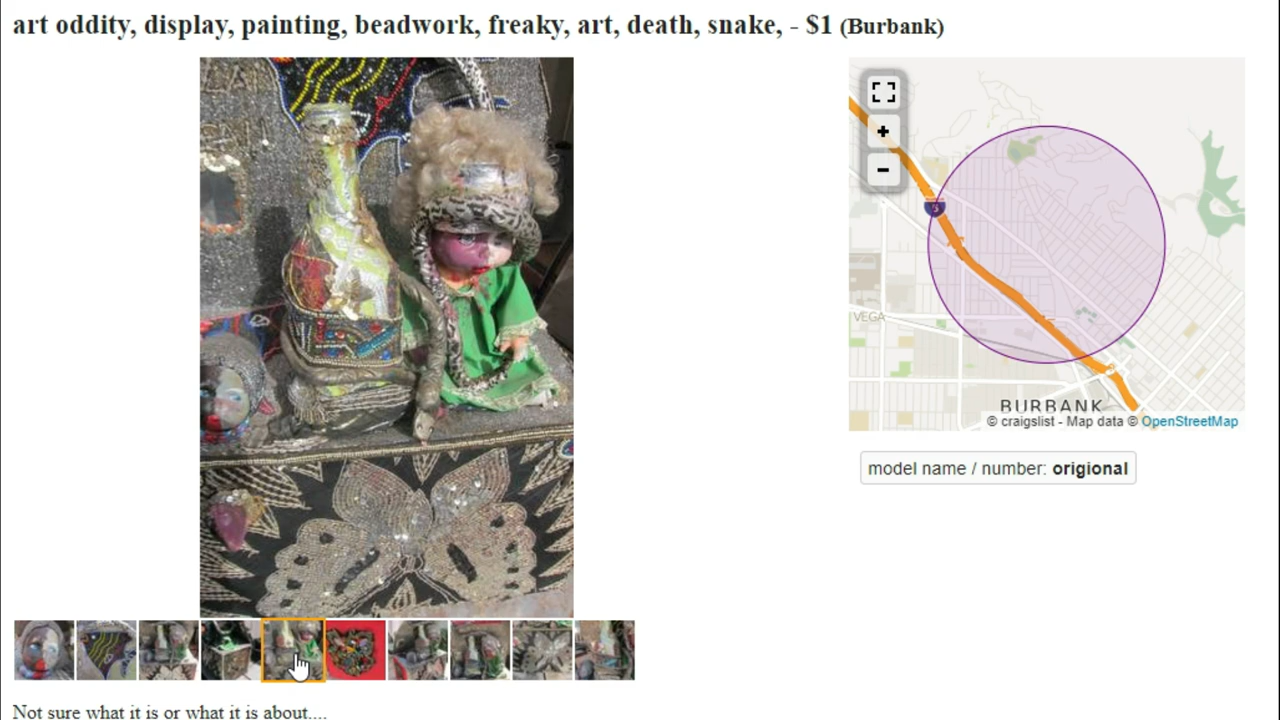 art oddity, display, painting, beadwork, freaky, art, death, snake, - $1 (Burbank)
+
5
−
VEGA
BURBANK
© craigslist - Map data © OpenStreetMap
model name / number: origional
Not sure what it is or what it is about....